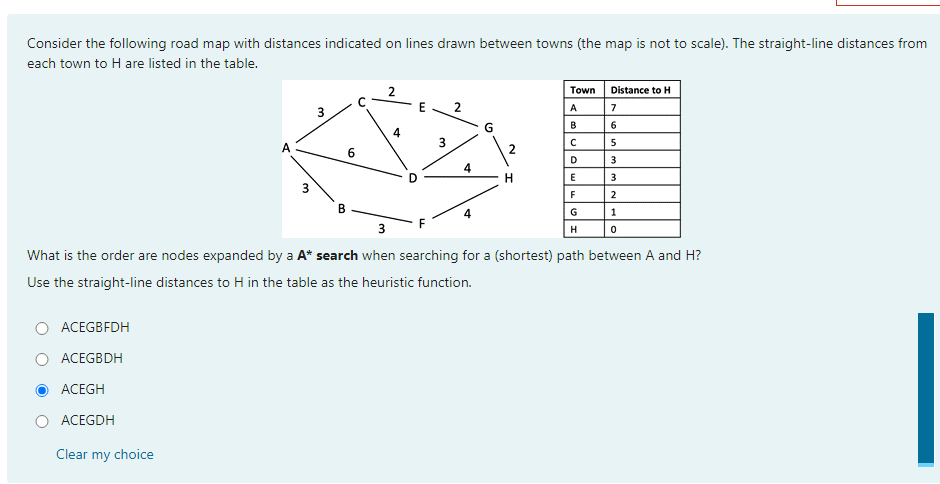 Consider the following road map with distances indicated on lines drawn between towns (the map is not to scale). The straight-line distances from
each town to H are listed in the table.
2
C
E
2
3
G
4
3
2
A
6
4
D
H
3
B
4
F
3
Town Distance to H
A 7
B 6
C 5
D 3
E 3
F 2
G 1
H 0
What is the order are nodes expanded by a A* search when searching for a (shortest) path between A and H?
Use the straight-line distances to H in the table as the heuristic function.
ACEGBFDH
ACEGBDH
ACEGH
ACEGDH
Clear my choice